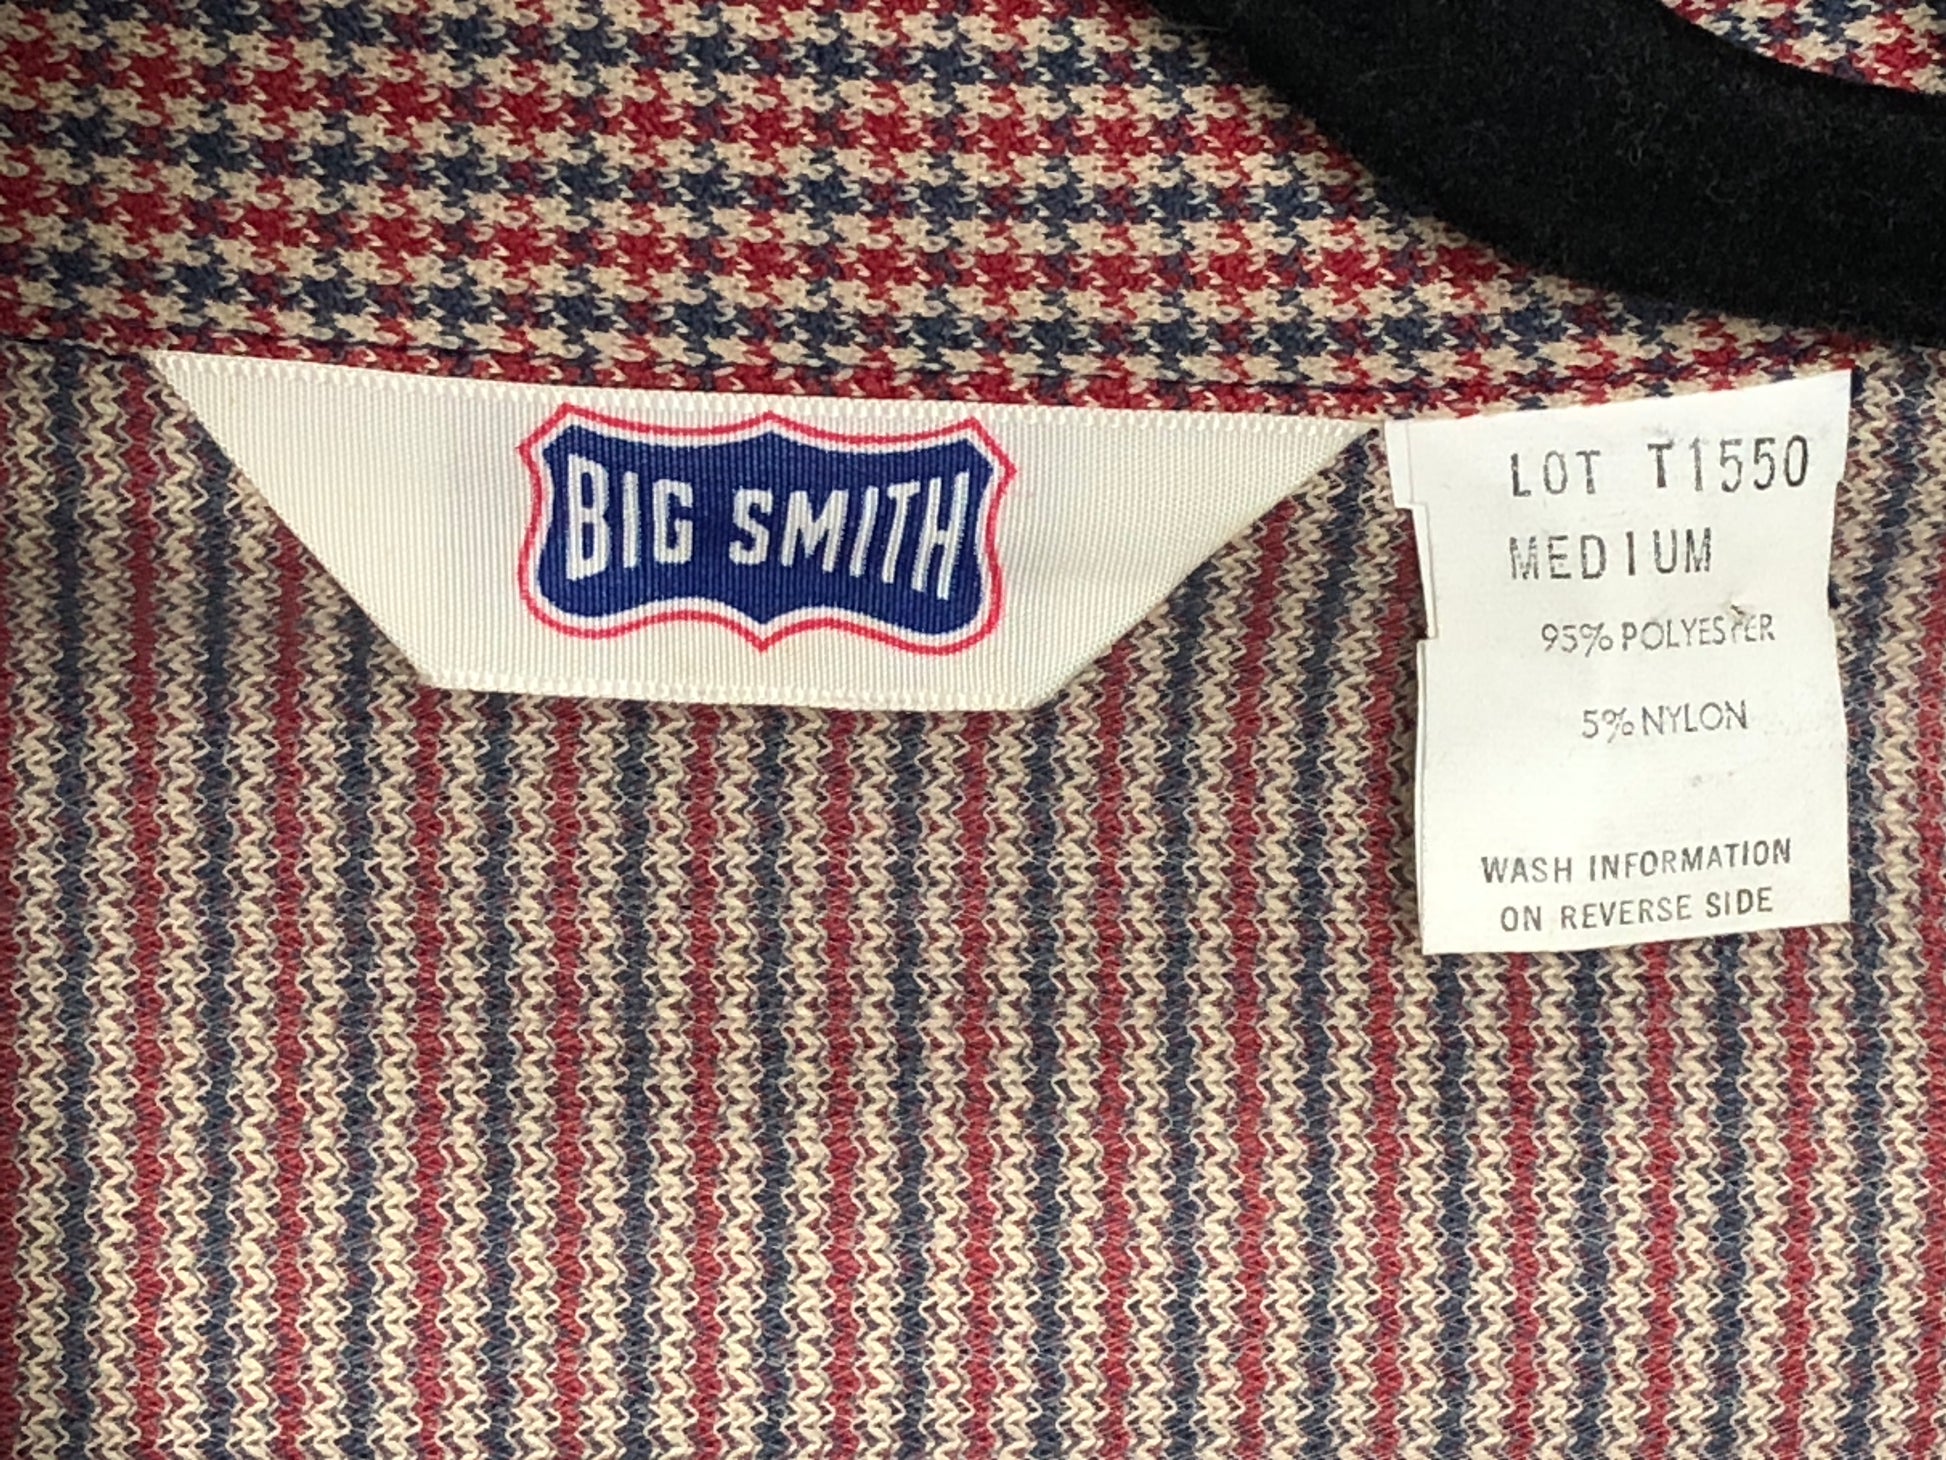 BIG SMITH
LOT T1550
MEDIUM
95% POLYESTER
5% NYLON
WASH INFORMATION
ON REVERSE SIDE